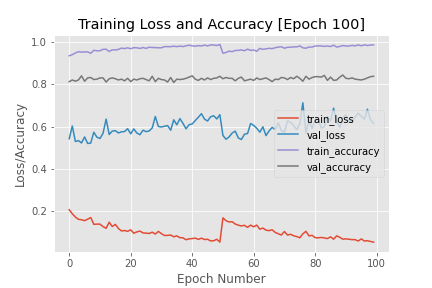 Training Loss and Accuracy [Epoch 100]
1.0
0.8
0.6
0.4
0.2
Loss/Accuracy
train_loss
val_loss
train_accuracy
val_accuracy
0 20 40 60 80 100
Epoch Number